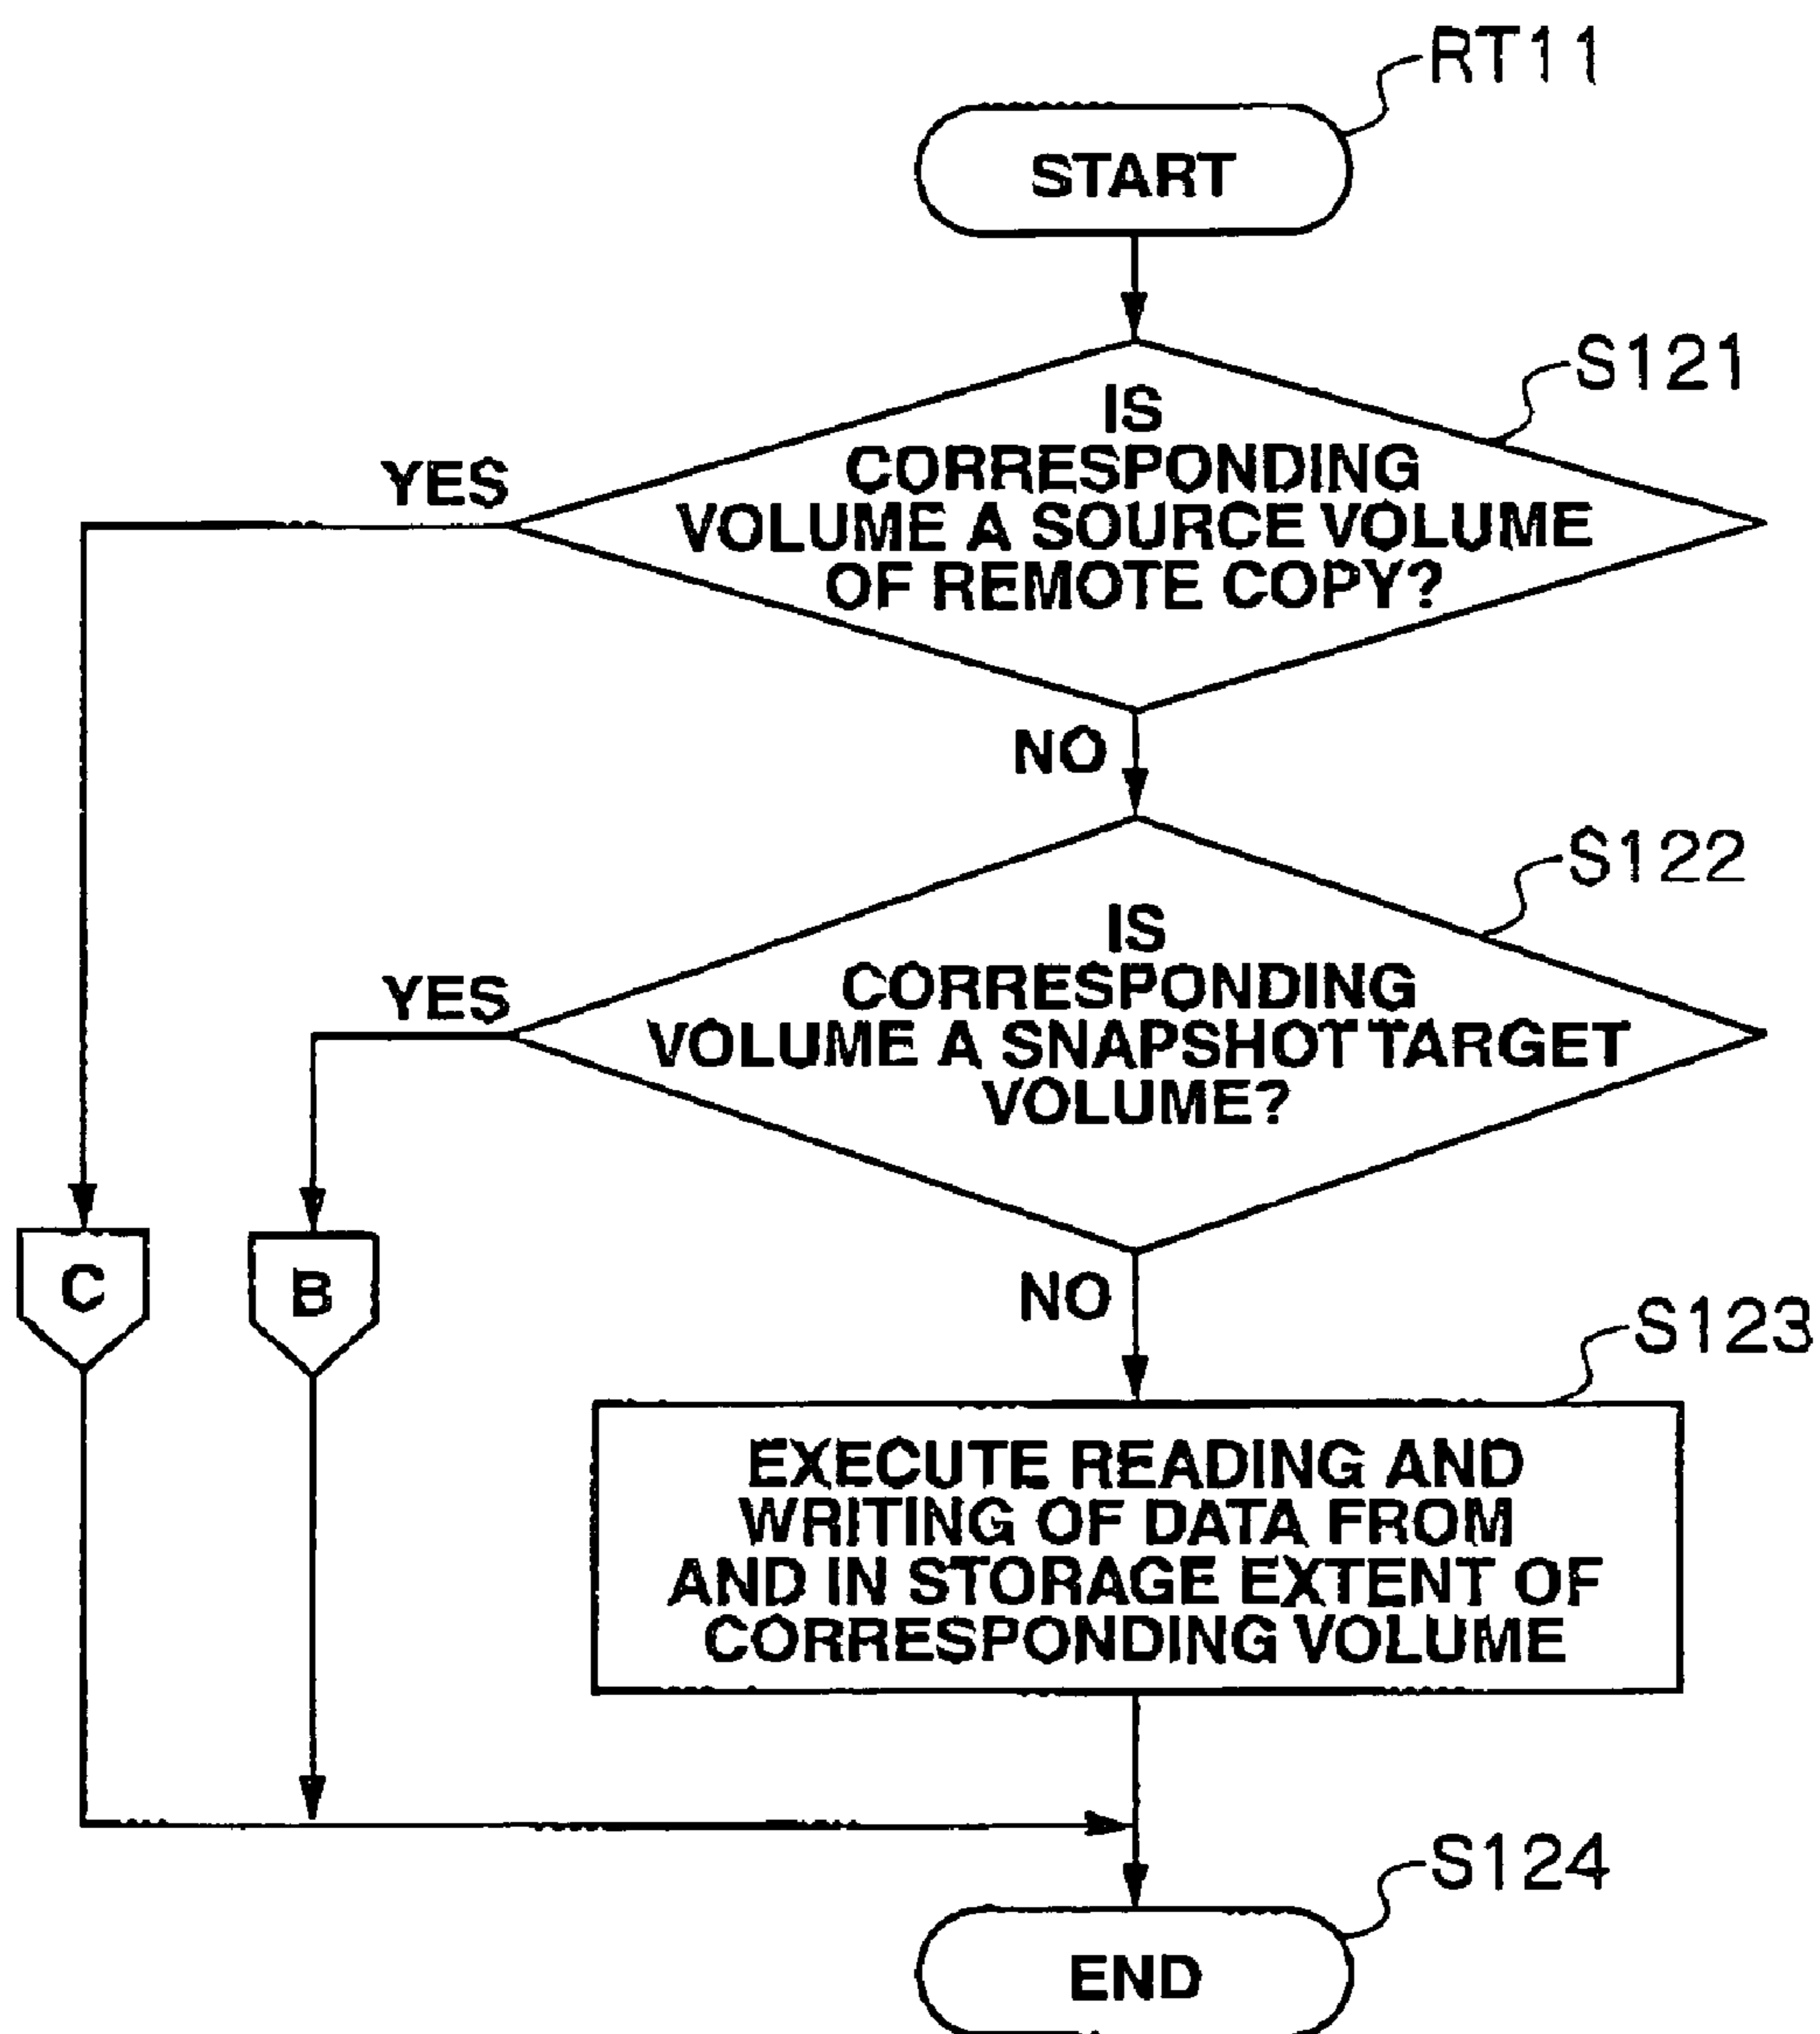 RT11
START
S121
IS
CORRESPONDING
VOLUME A SOURCE VOLUME
OF REMOTE COPY?
YES
NO
S122
IS
CORRESPONDING
VOLUME A SNAPSHOT TARGET
VOLUME?
YES
C
B
NO
S123
EXECUTE READING AND
WRITING OF DATA FROM
AND IN STORAGE EXTENT OF
CORRESPONDING VOLUME
S124
END